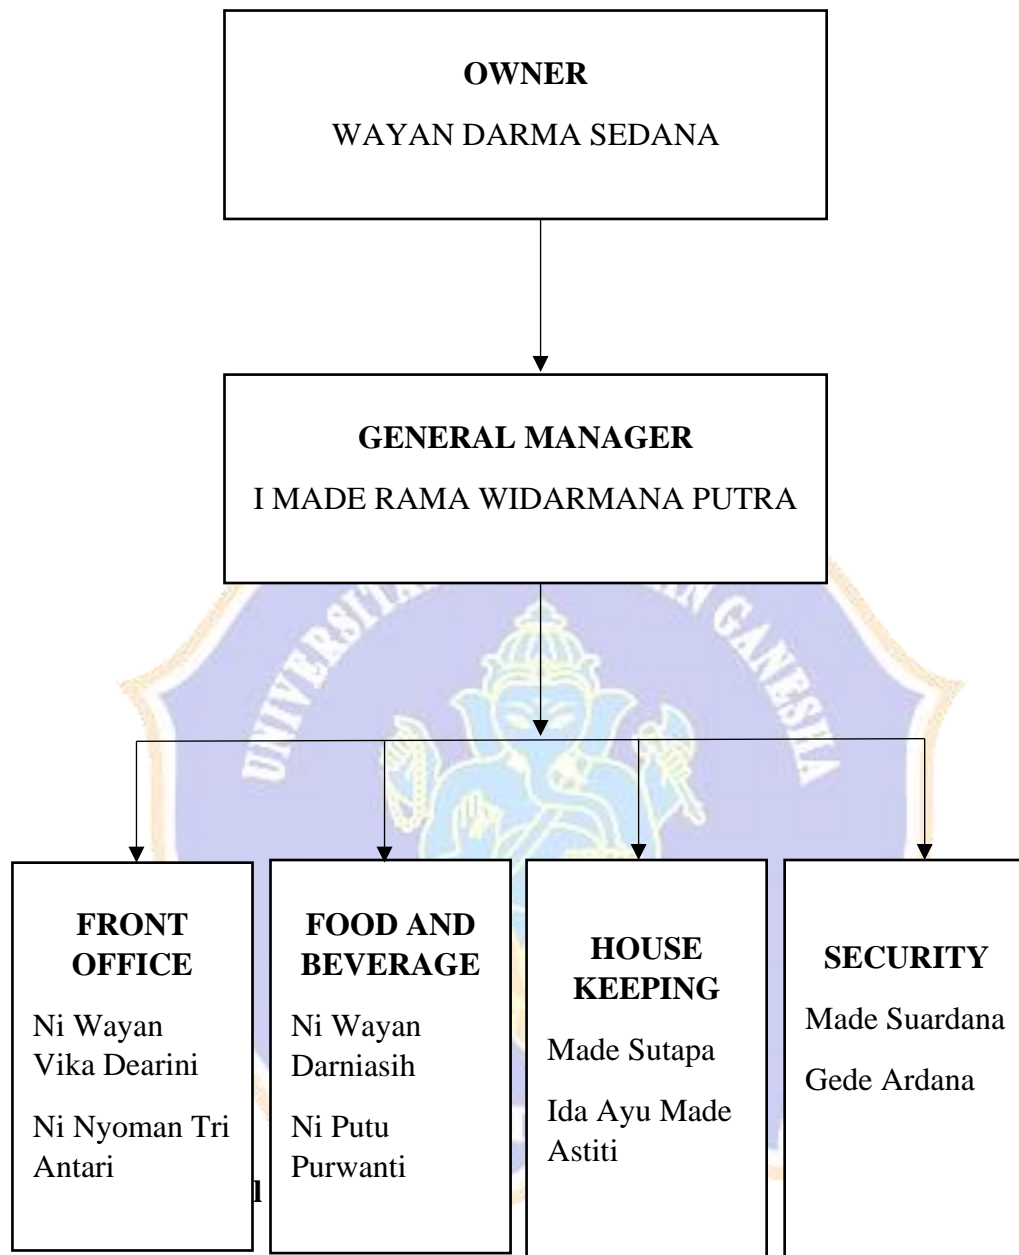 OWNER
WAYAN DARMA SEDANA
GENERAL MANAGER
I MADE RAMA WIDARMANA PUTRA
GANESHA
FRONT
OFFICE
Ni Wayan
Vika Dearini
Ni Nyoman Tri
Antari
FOOD AND
BEVERAGE
Ni Wayan
Darniasih
Ni Putu
Purwanti
HOUSE
KEEPING
Made Sutapa
Ida Ayu Made
Astiti
SECURITY
Made Suardana
Gede Ardana